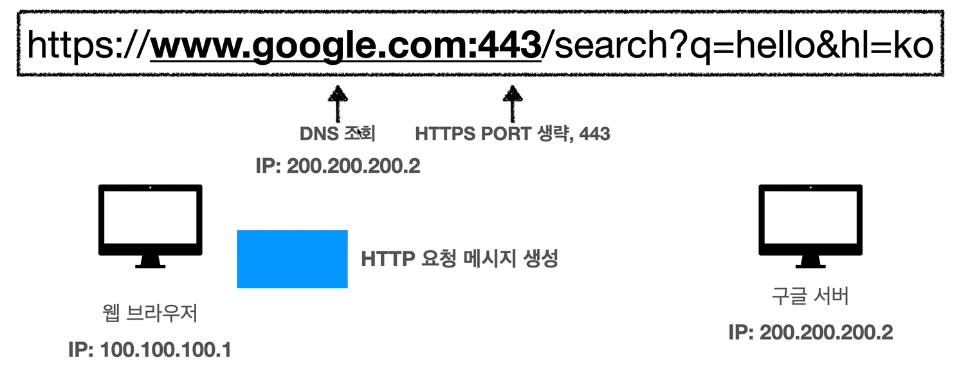 https://www.google.com:443/search?q=hello&hl=ko
DNS 조회
HTTPS PORT 생략, 443
IP: 200.200.200.2
HTTP 요청 메시지 생성
웹 브라우저
IP: 100.100.100.1
구글 서버
IP: 200.200.200.2